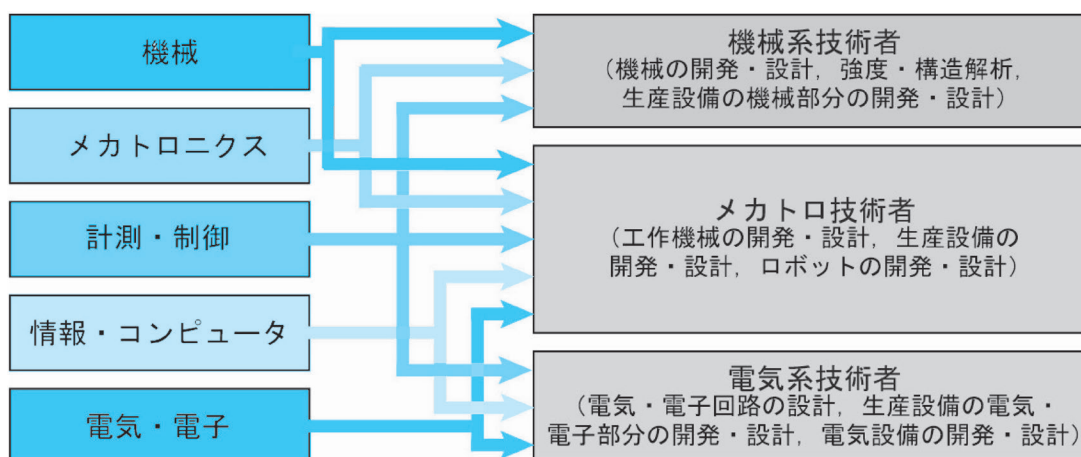 機械
メカトロニクス
計測・制御
情報・コンピュータ
電気・電子
機械系技術者
（機械の開発・設計，強度・構造解析，
生産設備の機械部分の開発・設計）
メカトロ技術者
（工作機械の開発・設計，生産設備の
開発・設計，ロボットの開発・設計）
電気系技術者
（電気・電子回路の設計，生産設備の電気・
電子部分の開発・設計，電気設備の開発・設計）